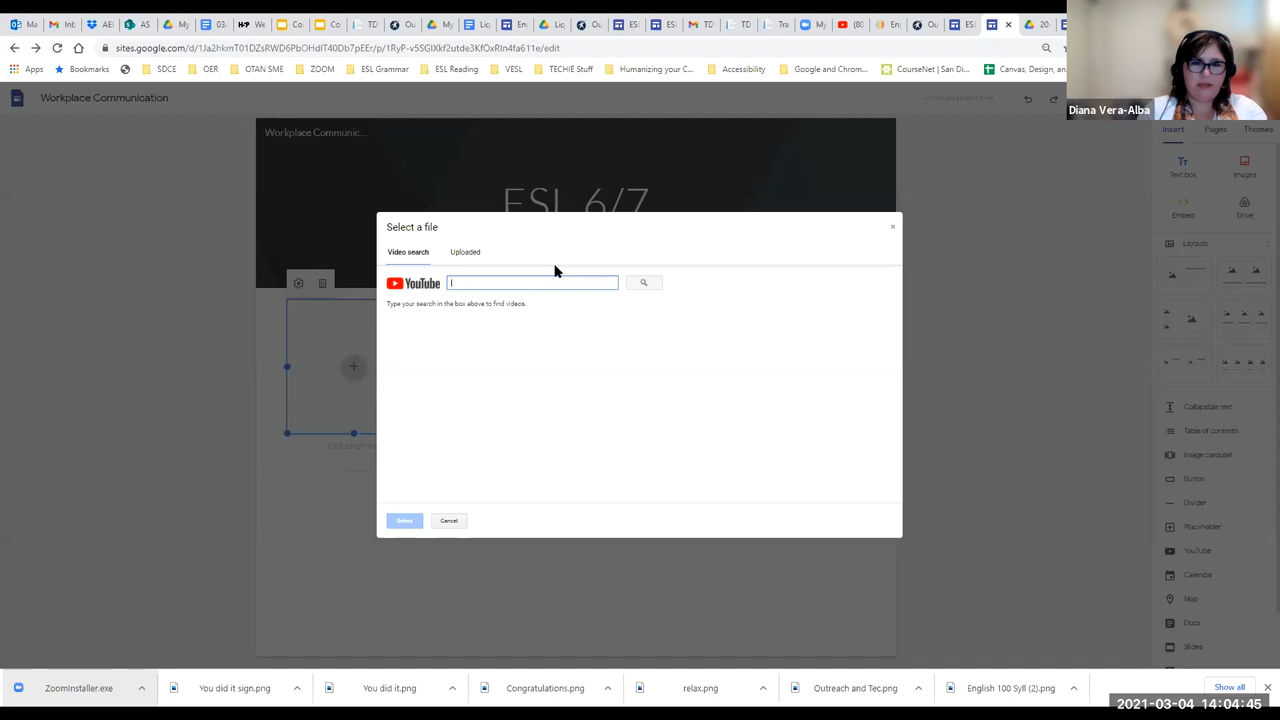 sites.google.com/d/1Ja2hkmT01DZsRWD6PbOHdIT40Db7pEEr/p/1RyP-v5SGIXkf2utde3KfOxRIn4fa611e/edit
Apps
Bookmarks
SDCE
OER
OTAN SME
ZOOM
ESL Grammar
ESL Reading
VESL
TECHIE Stuff
Humanizing your C...
Accessibility
Google and Chrom...
CourseNet | San Di...
Canvas, Design, an
Workplace Communication
Diana Vera-Alba
Insert
Pages
Themes
Workplace Communic...
ESL 6/7
Text box
Images
Embed
Drive
Layouts
Select a file
×
Video search
Uploaded
YouTube
Type your search in the box above to find videos.
Select
Cancel
Collapsible text
Table of contents
Image carousel
Button
Divider
Placeholder
YouTube
Calendar
Map
Docs
Slides
ZoomInstaller.exe
You did it sign.png
You did it.png
Congratulations.png
relax.png
Outreach and Tec.png
English 100 Syll (2).png
Show all
2021-03-04 14:04:45